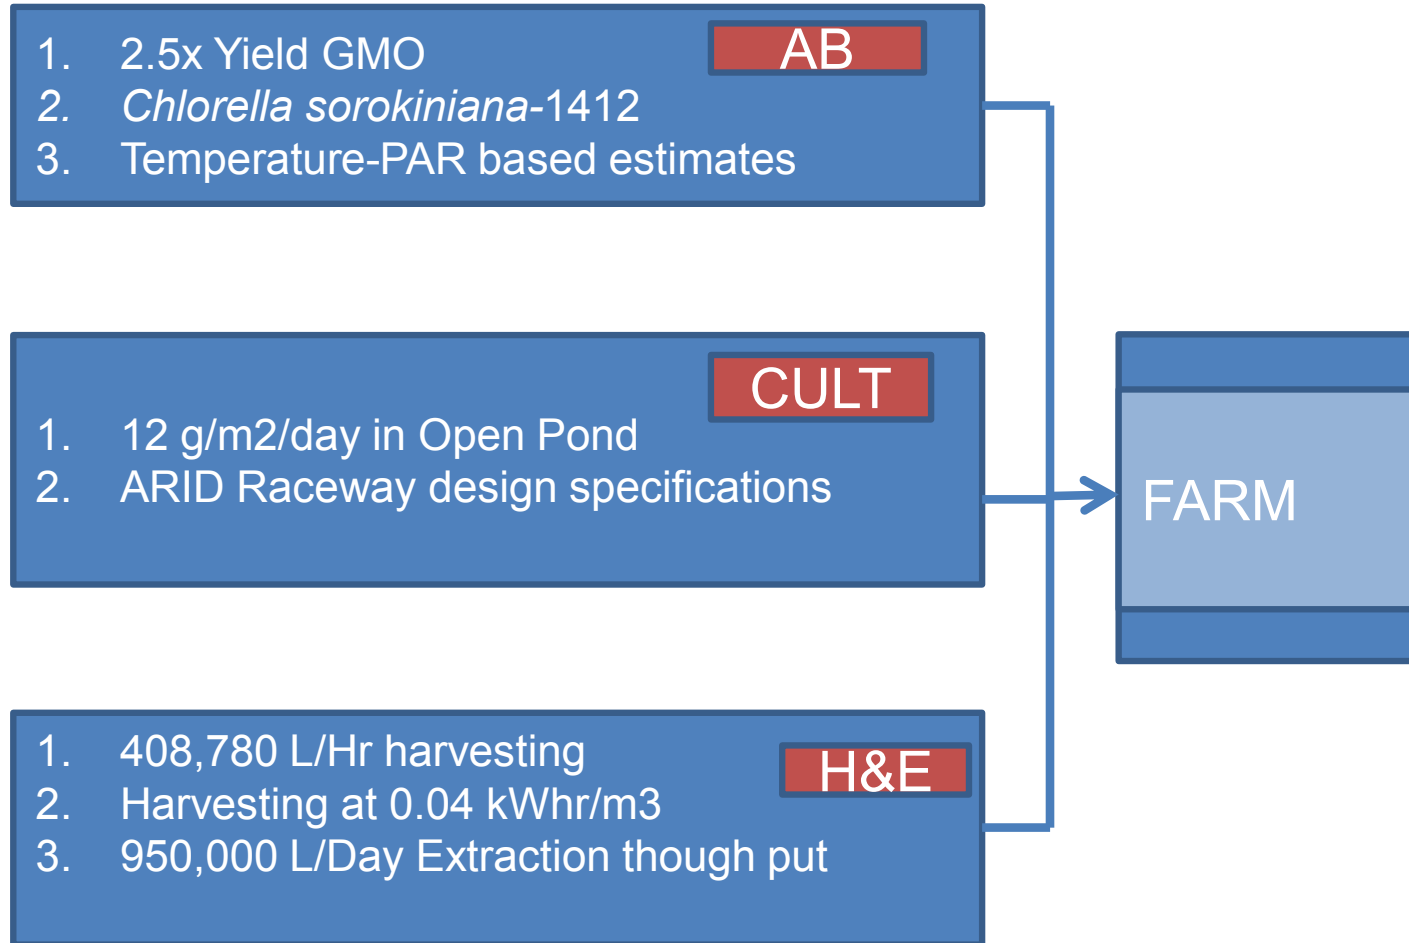 AB
1. 2.5x Yield GMO
2. Chlorella sorokiniana-1412
3. Temperature-PAR based estimates
CULT
1. 12 g/m2/day in Open Pond
2. ARID Raceway design specifications
FARM
H&E
1. 408,780 L/Hr harvesting
2. Harvesting at 0.04 kWhr/m3
3. 950,000 L/Day Extraction though put